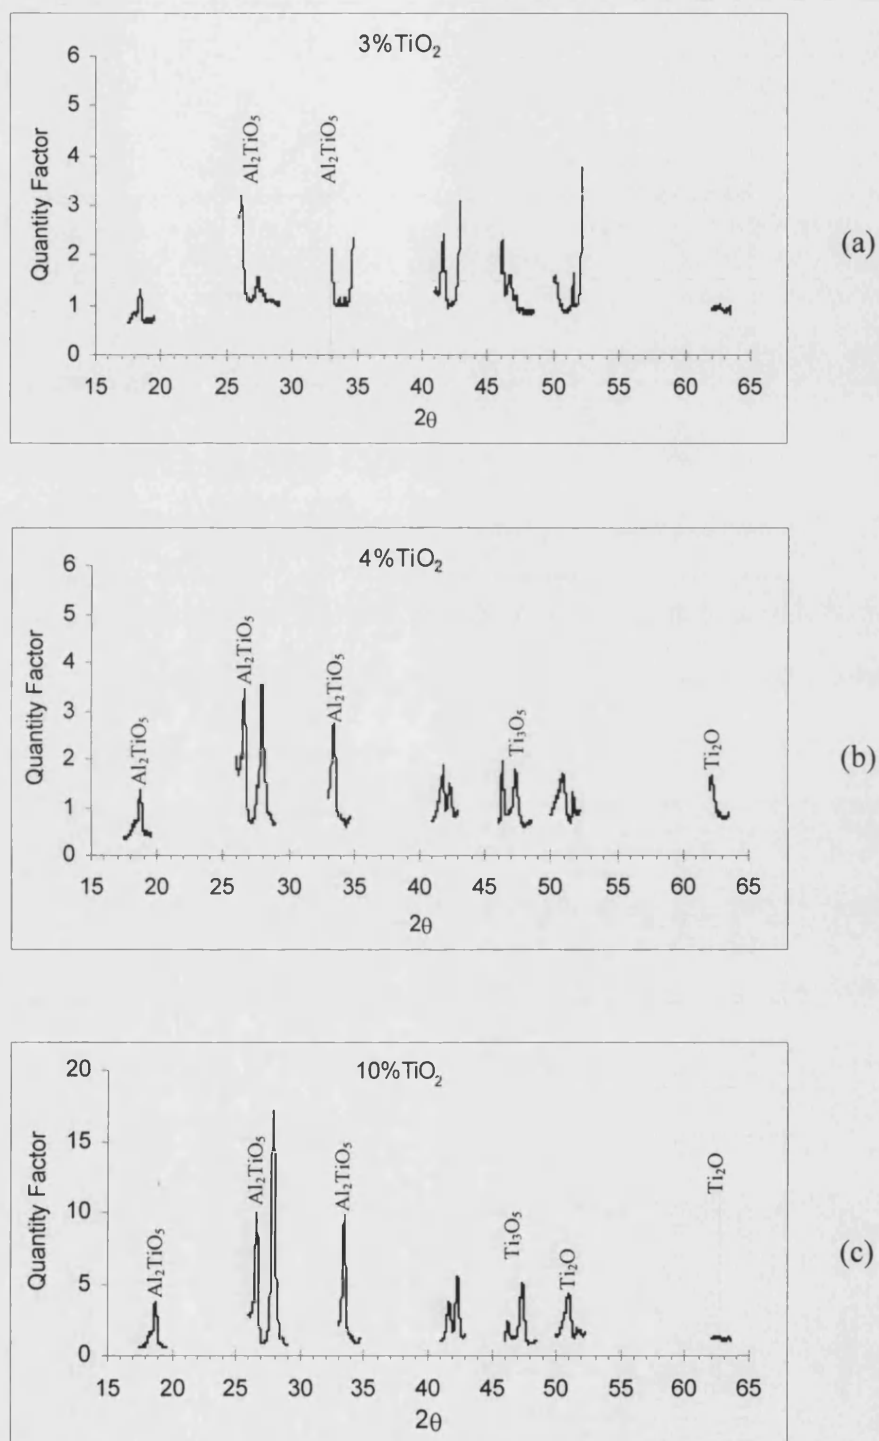 3%TiO₂
6
5
4
3
2
1
0
Quantity Factor
Al₂TiO₅
Al₂TiO₅
15 20 25 30 35 40 45 50 55 60 65
2θ
(a)
4%TiO₂
6
5
4
3
2
1
0
Quantity Factor
Al₂TiO₅
Al₂TiO₅
Al₂TiO₅
Ti₃O₅
Ti₂O
15 20 25 30 35 40 45 50 55 60 65
2θ
(b)
10%TiO₂
20
15
10
5
0
Quantity Factor
Al₂TiO₅
Al₂TiO₅
Al₂TiO₅
Ti₃O₅
Ti₂O
Ti₂O
15 20 25 30 35 40 45 50 55 60 65
2θ
(c)